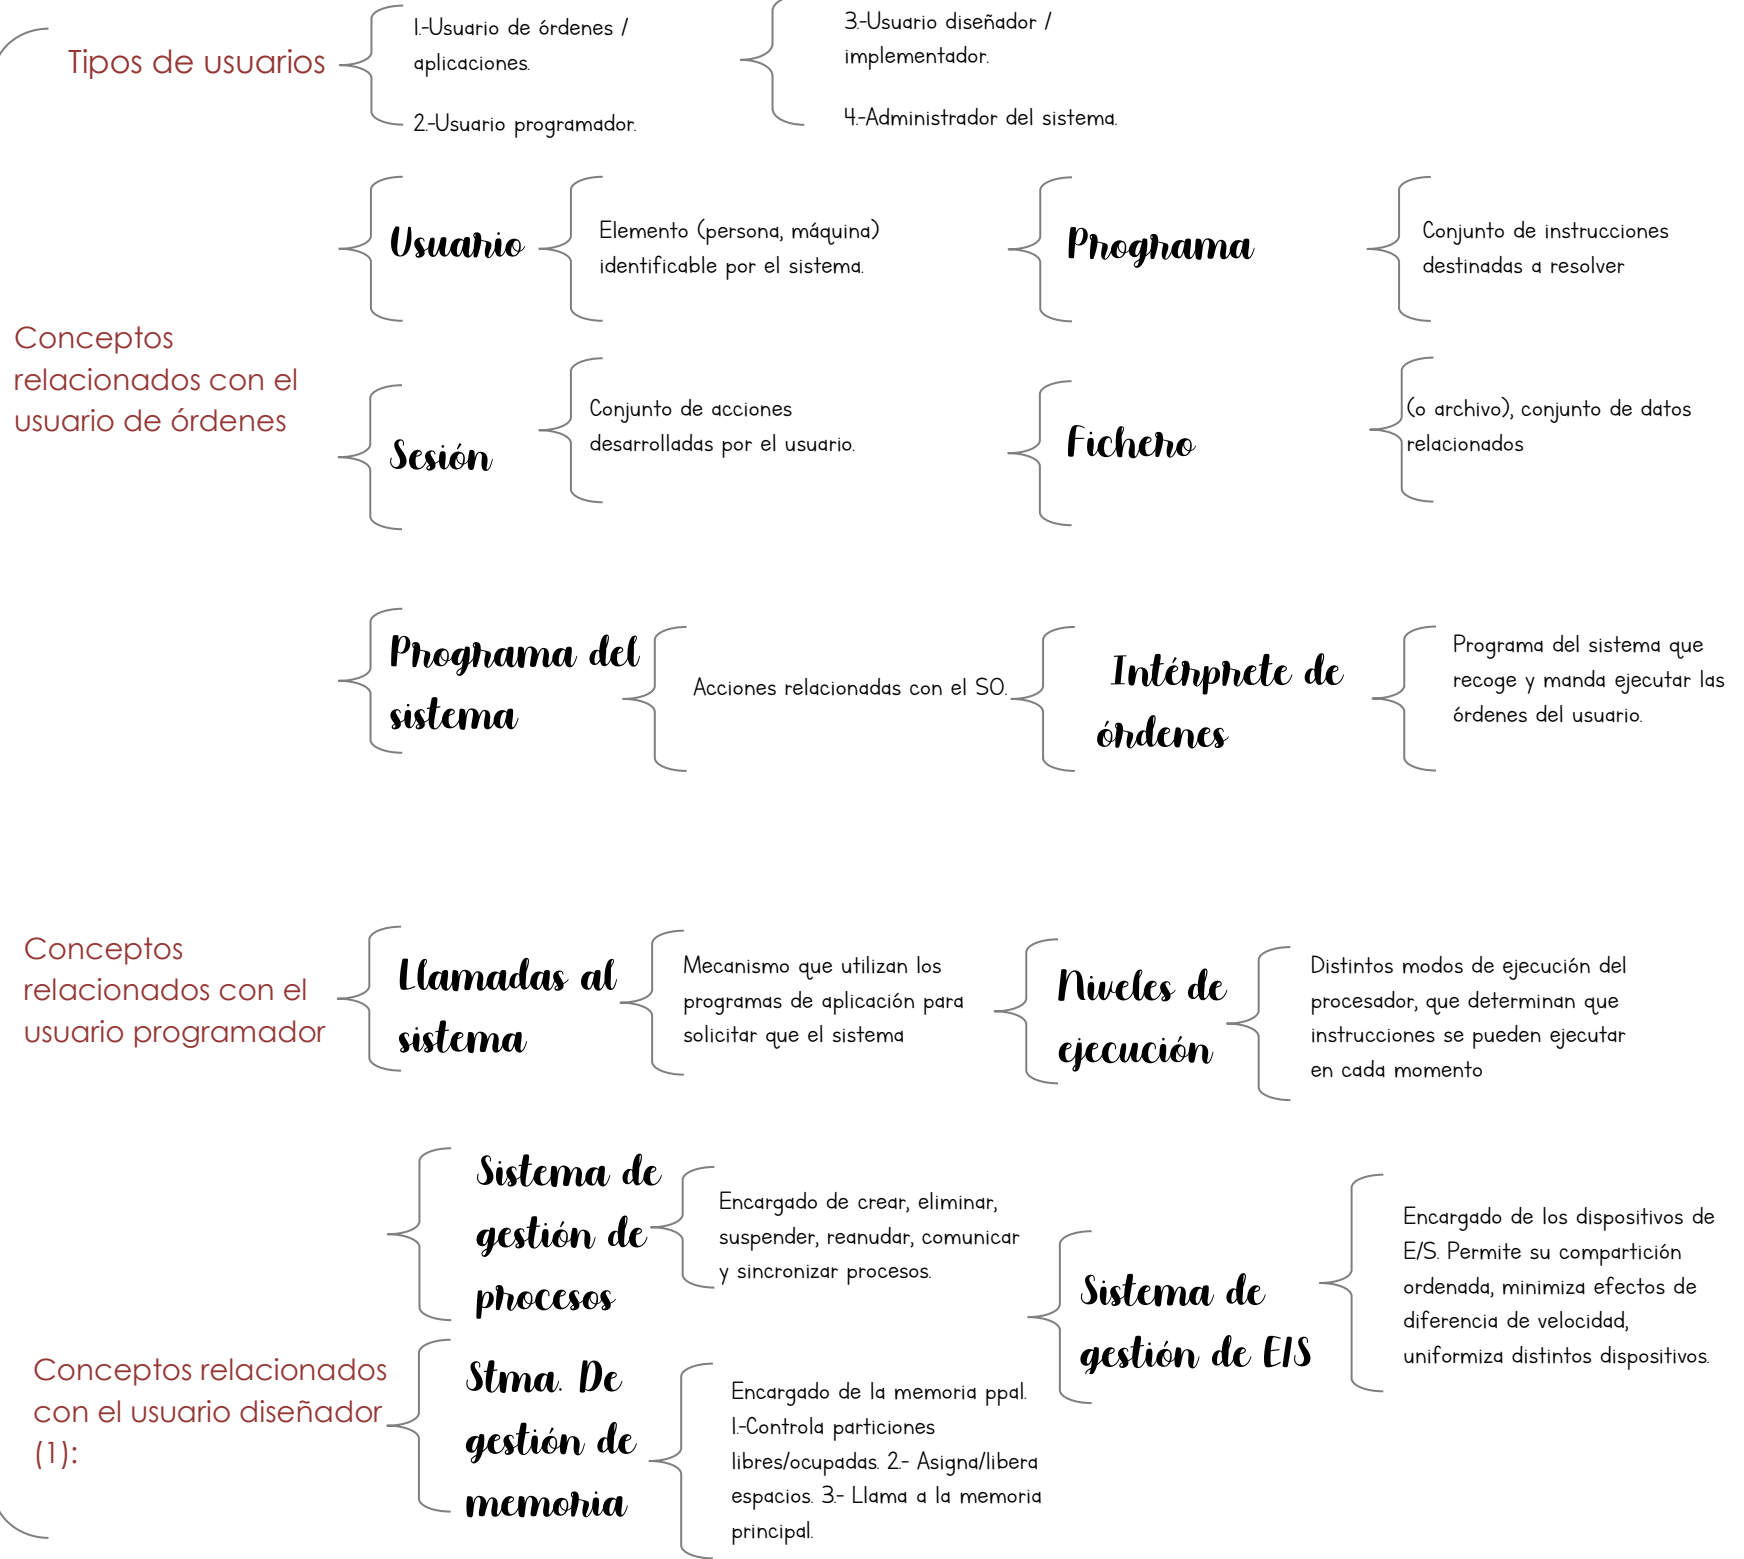 Tipos de usuarios
1.-Usuario de órdenes /
aplicaciones.
2.-Usuario programador.
3.-Usuario diseñador /
implementador.
4.-Administrador del sistema.
Conceptos
relacionados con el
usuario de órdenes
Usuario
Elemento (persona, máquina)
identificable por el sistema.
Programa
Conjunto de instrucciones
destinadas a resolver
Sesión
Conjunto de acciones
desarrolladas por el usuario.
Fichero
(o archivo), conjunto de datos
relacionados
Programa del
sistema
Acciones relacionadas con el SO.
Intérprete de
órdenes
Programa del sistema que
recoge y manda ejecutar las
órdenes del usuario.
Conceptos
relacionados con el
usuario programador
Llamadas al
sistema
Mecanismo que utilizan los
programas de aplicación para
solicitar que el sistema
Niveles de
ejecución
Distintos modos de ejecución del
procesador, que determinan que
instrucciones se pueden ejecutar
en cada momento
Conceptos relacionados
con el usuario diseñador
(1):
Sistema de
gestión de
procesos
Encargado de crear, eliminar,
suspender, reanudar, comunicar
y sincronizar procesos.
Stma. De
gestión de
memoria
Encargado de la memoria ppal.
1.-Controla particiones
libres/ocupadas. 2.- Asigna/libera
espacios. 3.- Llama a la memoria
principal.
Sistema de
gestión de E/S
Encargado de los dispositivos de
E/S. Permite su compartición
ordenada, minimiza efectos de
diferencia de velocidad,
uniformiza distintos dispositivos.